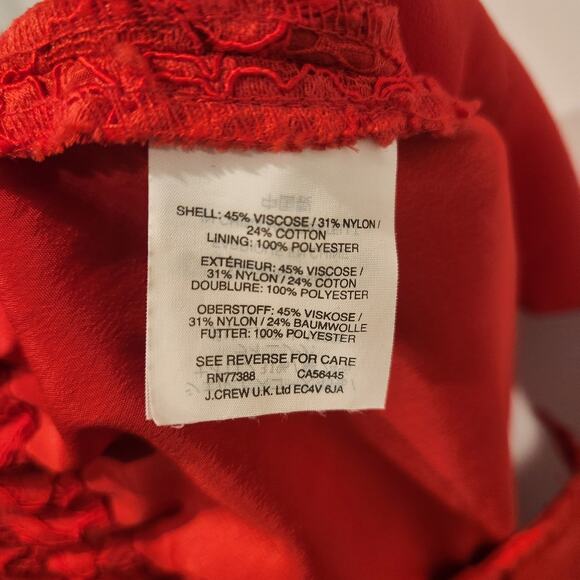 SHELL: 45% VISCOSE / 31% NYLON /
24% COTTON
LINING: 100% POLYESTER
EXTÉRIEUR: 45% VISCOSE /
31% NYLON / 24% COTON
DOUBLURE: 100% POLYESTER
OBERSTOFF: 45% VISKOSE /
31% NYLON / 24% BAUMWOLLE
FUTTER: 100% POLYESTER
SEE REVERSE FOR CARE
RN77388 CA56445
J.CREW U.K. Ltd EC4V 6JA